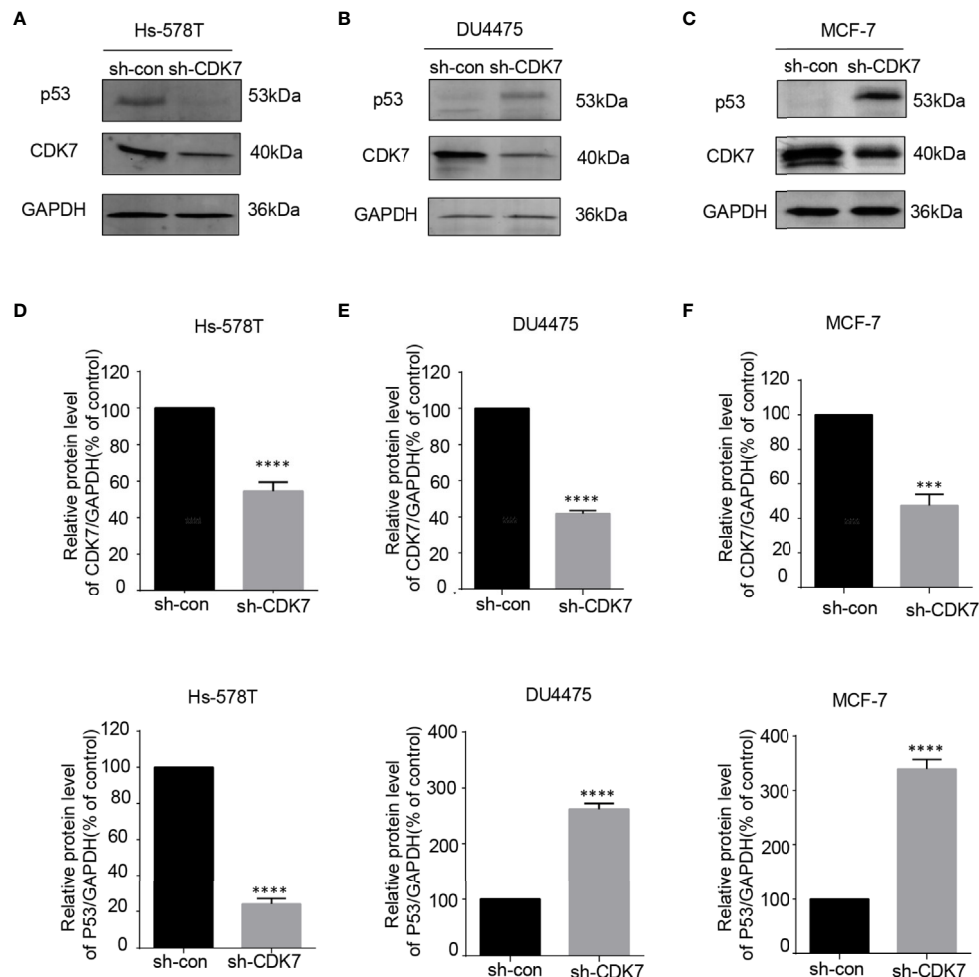 A
Hs-578T
sh-con sh-CDK7
p53
53kDa
CDK7
40kDa
GAPDH
36kDa
B
DU4475
sh-con sh-CDK7
p53
53kDa
CDK7
40kDa
GAPDH
36kDa
C
MCF-7
sh-con sh-CDK7
p53
53kDa
CDK7
40kDa
GAPDH
36kDa
D
Hs-578T
Relative protein level
of CDK7/GAPDH(% of control)
120
100
80
60
40
20
0
****
sh-con
sh-CDK7
E
DU4475
Relative protein level
of CDK7/GAPDH(% of control)
120
100
80
60
40
20
0
****
sh-con
sh-CDK7
F
MCF-7
Relative protein level
of CDK7/GAPDH(% of control)
120
100
80
60
40
20
0
***
sh-con
sh-CDK7
Hs-578T
Relative protein level
of P53/GAPDH(% of control)
120
100
80
60
40
20
0
****
sh-con
sh-CDK7
DU4475
Relative protein level
of P53/GAPDH(% of control)
400
300
200
100
0
****
sh-con
sh-CDK7
MCF-7
Relative protein level
of P53/GAPDH(% of control)
400
300
200
100
0
****
sh-con
sh-CDK7